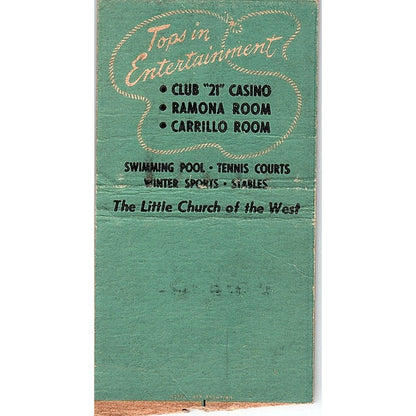 Tops in
Entertainment
• CLUB "21" CASINO
• RAMONA ROOM
• CARRILLO ROOM
SWIMMING POOL • TENNIS COURTS
WINTER SPORTS • STABLES
The Little Church of the West